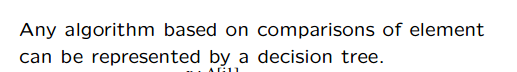 Any algorithm based on comparisons of element
can be represented by a decision tree.